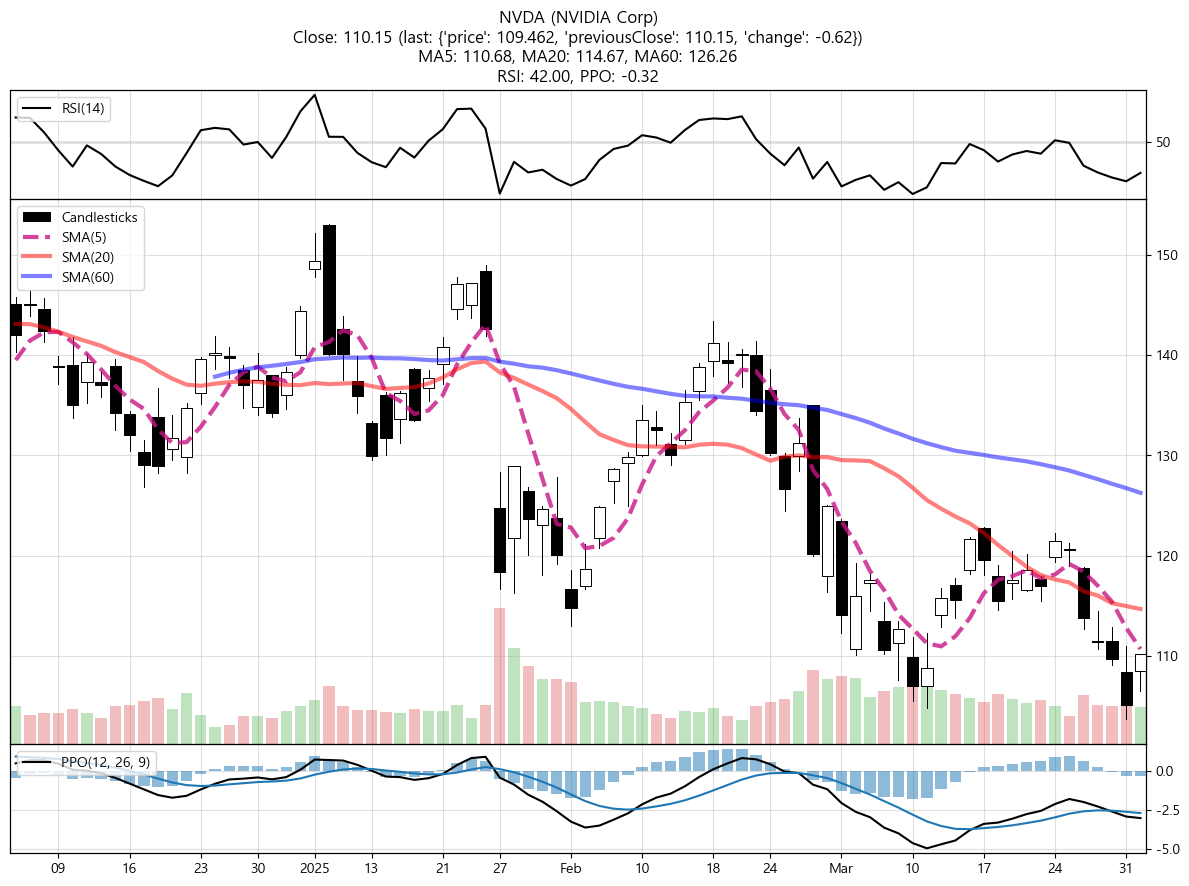 NVDA (NVIDIA Corp)
Close: 110.15 (last: {'price': 109.462, 'previousClose': 110.15, 'change': -0.62})
MA5: 110.68, MA20: 114.67, MA60: 126.26
RSI: 42.00, PPO: -0.32
RSI(14)
50
Candlesticks
SMA(5)
SMA(20)
SMA(60)
150
140
130
120
110
PPO(12, 26, 9)
0.0
-2.5
-5.0
09 16 23 30 2025 13 21 27 Feb 10 18 24 Mar 10 17 24 31